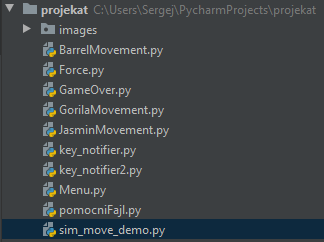 projekat C:\Users\Sergej\PycharmProjects\projekat
images
BarrelMovement.py
Force.py
GameOver.py
GorilaMovement.py
JasminMovement.py
key_notifier.py
key_notifier2.py
Menu.py
pomocniFajl.py
sim_move_demo.py